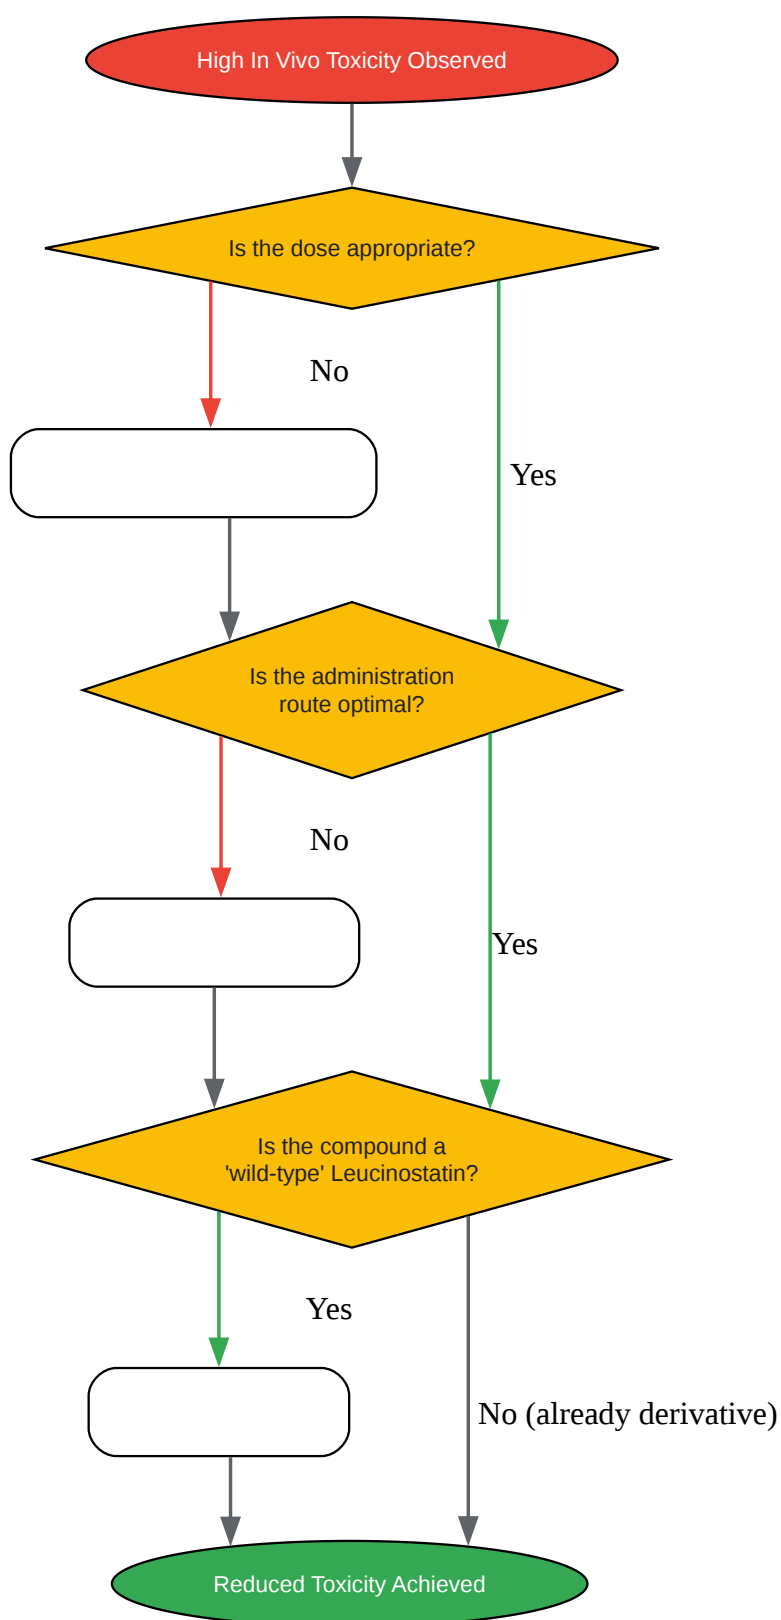 High In Vivo Toxicity Observed
Is the dose appropriate?
No
Yes
Is the administration
route optimal?
No
Yes
Is the compound a
'wild-type' Leucinostatin?
Yes
No (already derivative)
Reduced Toxicity Achieved